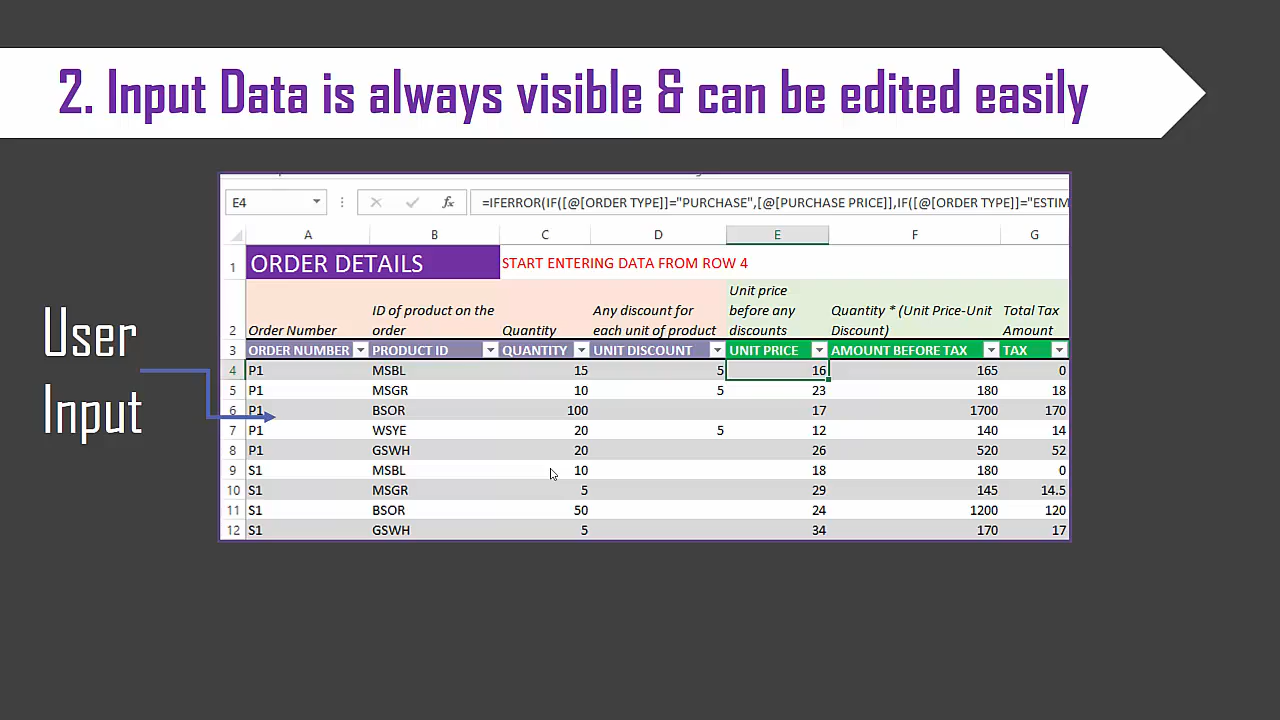 2. Input Data is always visible & can be edited easily
E4 fx =IFERROR(IF([@[ORDER TYPE]]="PURCHASE",[@[PURCHASE PRICE]],IF([@[ORDER TYPE]]="ESTIM
A B C D E F G
1 ORDER DETAILS START ENTERING DATA FROM ROW 4
2 Order Number ID of product on the order Quantity Any discount for each unit of product Unit price before any discounts Quantity * (Unit Price-Unit Discount) Total Tax Amount
3 ORDER NUMBER PRODUCT ID QUANTITY UNIT DISCOUNT UNIT PRICE AMOUNT BEFORE TAX TAX
4 P1 MSBL 15 5 16 165 0
5 P1 MSGR 10 5 23 180 18
6 P1 BSOR 100 17 1700 170
7 P1 WSYE 20 5 12 140 14
8 P1 GSWH 20 26 520 52
9 S1 MSBL 10 18 180 0
10 S1 MSGR 5 29 145 14.5
11 S1 BSOR 50 24 1200 120
12 S1 GSWH 5 34 170 17
User
Input